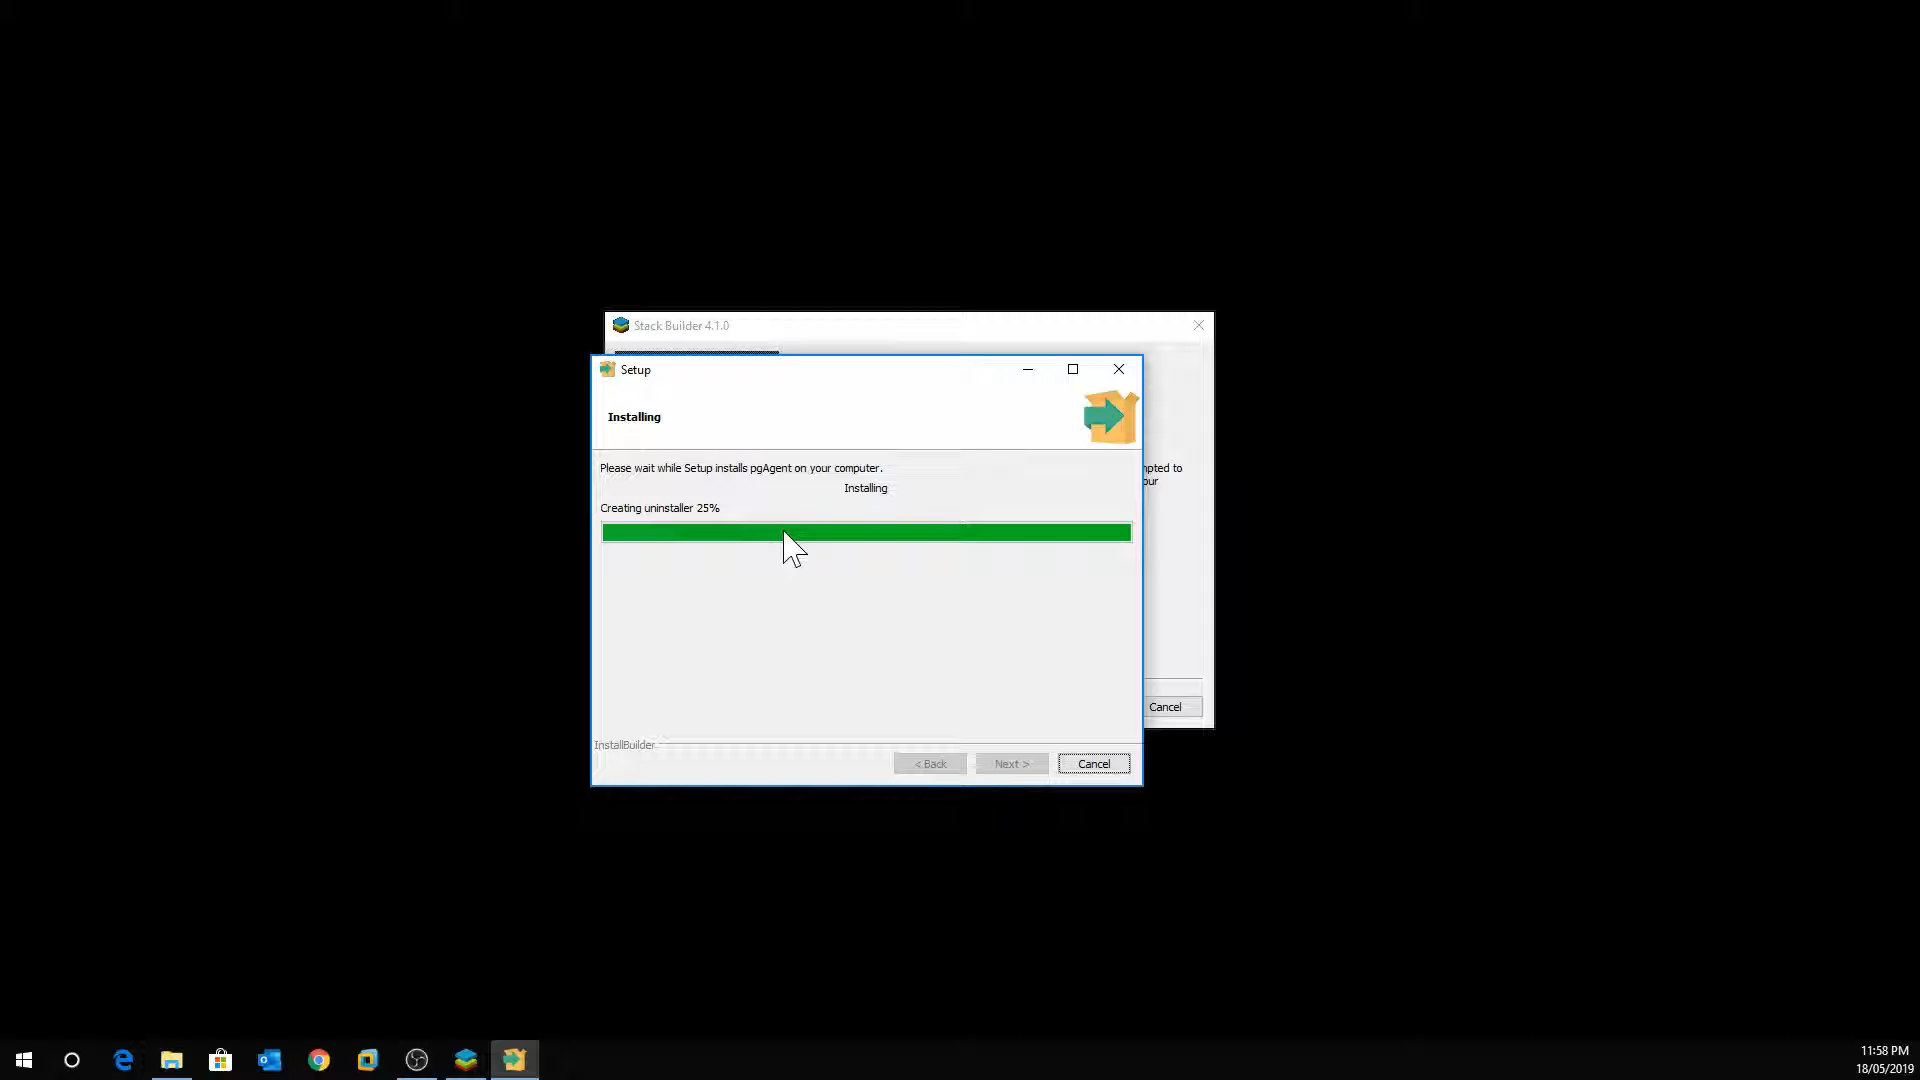 Stack Builder 4.1.0
Setup
Installing
Please wait while Setup installs pgAgent on your computer.
Installing
Creating uninstaller 25%
pted to
our
Cancel
InstallBuilder
< Back
Next >
Cancel
11:58 PM
18/05/2019